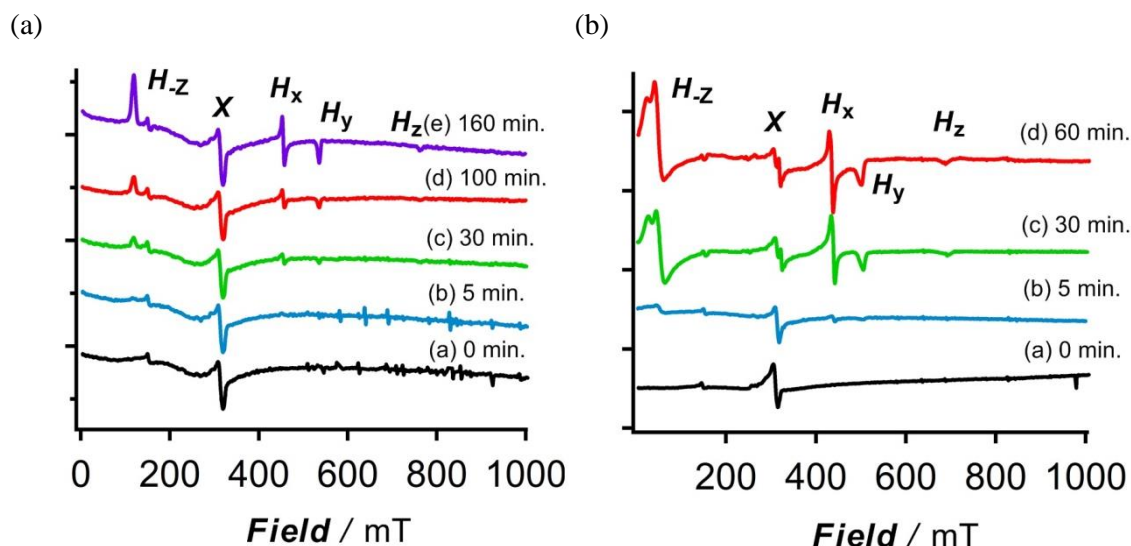 (a)
H-Z
X
Hx
Hy
Hz
(e) 160 min.
(d) 100 min.
(c) 30 min.
(b) 5 min.
(a) 0 min.
0 200 400 600 800 1000
Field / mT
(b)
H-Z
X
Hx
Hy
Hz
(d) 60 min.
(c) 30 min.
(b) 5 min.
(a) 0 min.
200 400 600 800 1000
Field / mT